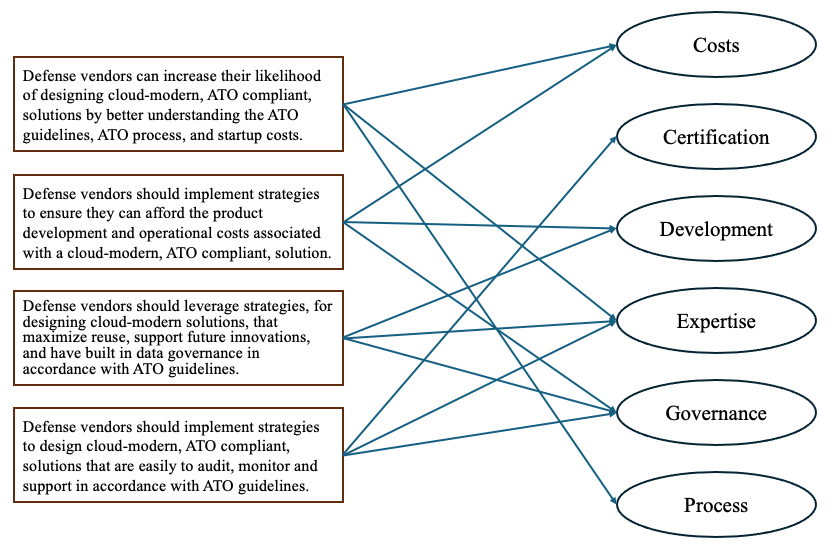 Defense vendors can increase their likelihood
of designing cloud-modern, ATO compliant,
solutions by better understanding the ATO
guidelines, ATO process, and startup costs.
Defense vendors should implement strategies
to ensure they can afford the product
development and operational costs associated
with a cloud-modern, ATO compliant, solution.
Defense vendors should leverage strategies, for
designing cloud-modern solutions, that
maximize reuse, support future innovations,
and have built in data governance in
accordance with ATO guidelines.
Defense vendors should implement strategies
to design cloud-modern, ATO compliant,
solutions that are easily to audit, monitor and
support in accordance with ATO guidelines.
Costs
Certification
Development
Expertise
Governance
Process